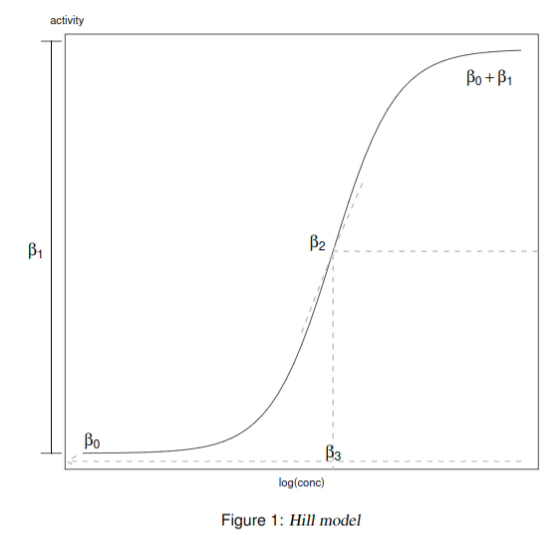 activity
β0 + β1
β2
β1
β0
β3
log(conc)
Figure 1: Hill model